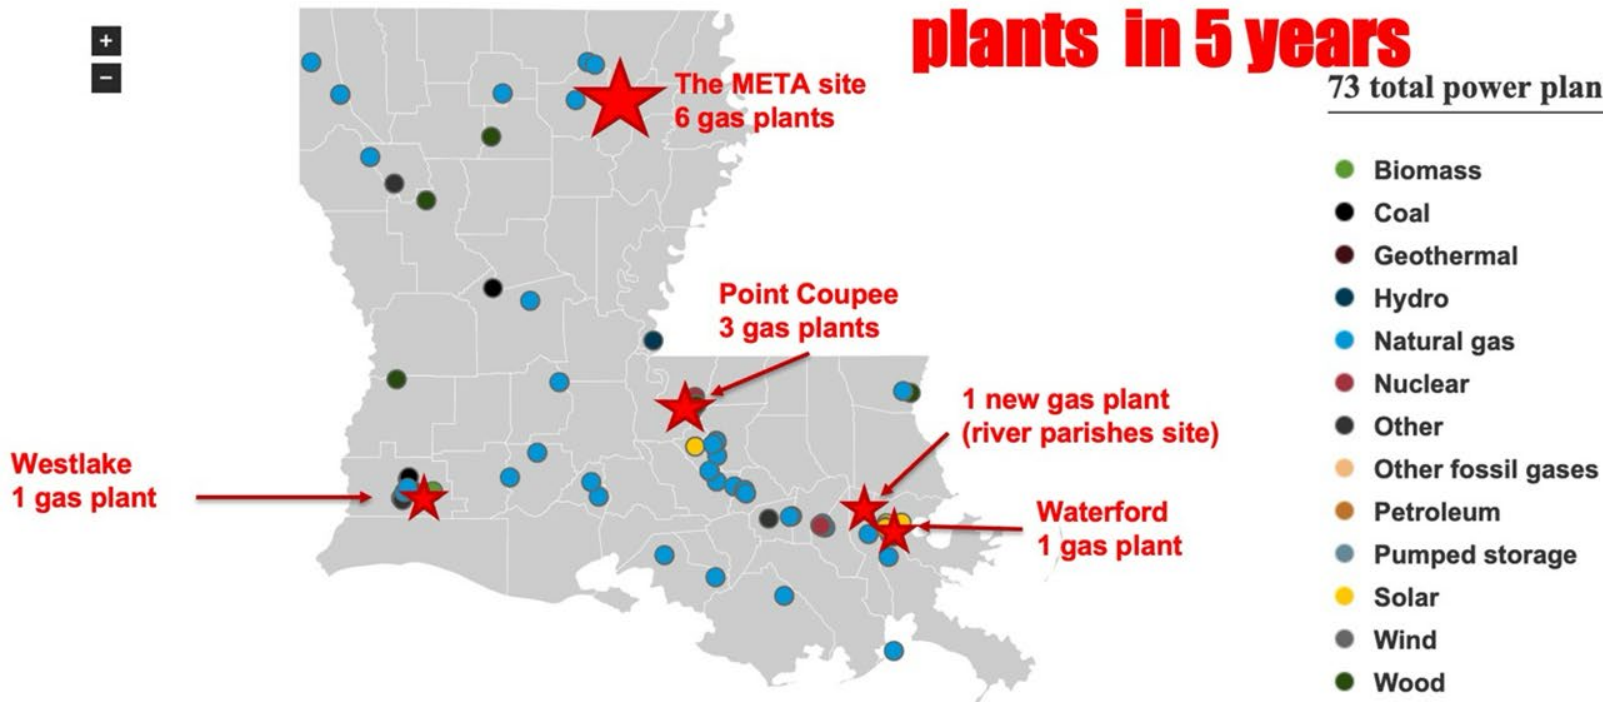 plants in 5 years
+
−
The META site
6 gas plants
73 total power plan
Biomass
Coal
Geothermal
Hydro
Natural gas
Nuclear
Other
Other fossil gases
Petroleum
Pumped storage
Solar
Wind
Wood
Point Coupee
3 gas plants
1 new gas plant
(river parishes site)
Westlake
1 gas plant
Waterford
1 gas plant